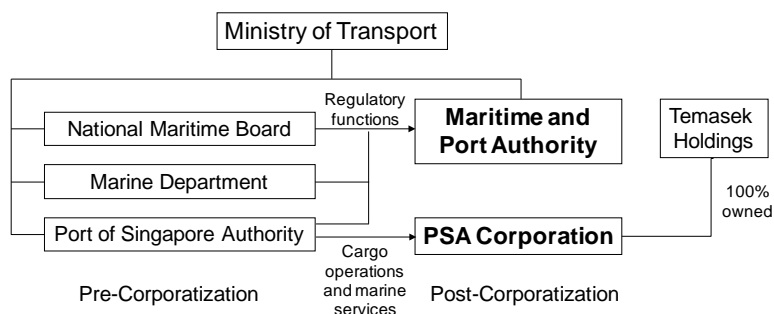 Ministry of Transport
Regulatory
functions
National Maritime Board
Maritime and
Port Authority
Temasek
Holdings
Marine Department
100%
owned
Port of Singapore Authority
PSA Corporation
Cargo
operations
and marine
services
Pre-Corporatization
Post-Corporatization